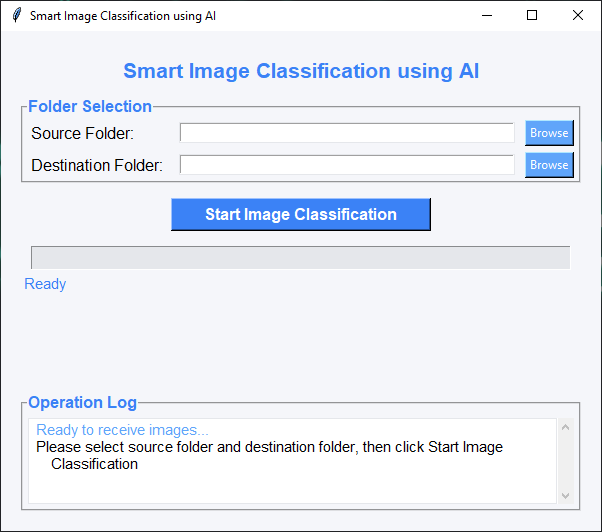 Smart Image Classification using AI
Smart Image Classification using AI
Folder Selection
Source Folder:
Browse
Destination Folder:
Browse
Start Image Classification
Ready
Operation Log
Ready to receive images...
Please select source folder and destination folder, then click Start Image
Classification